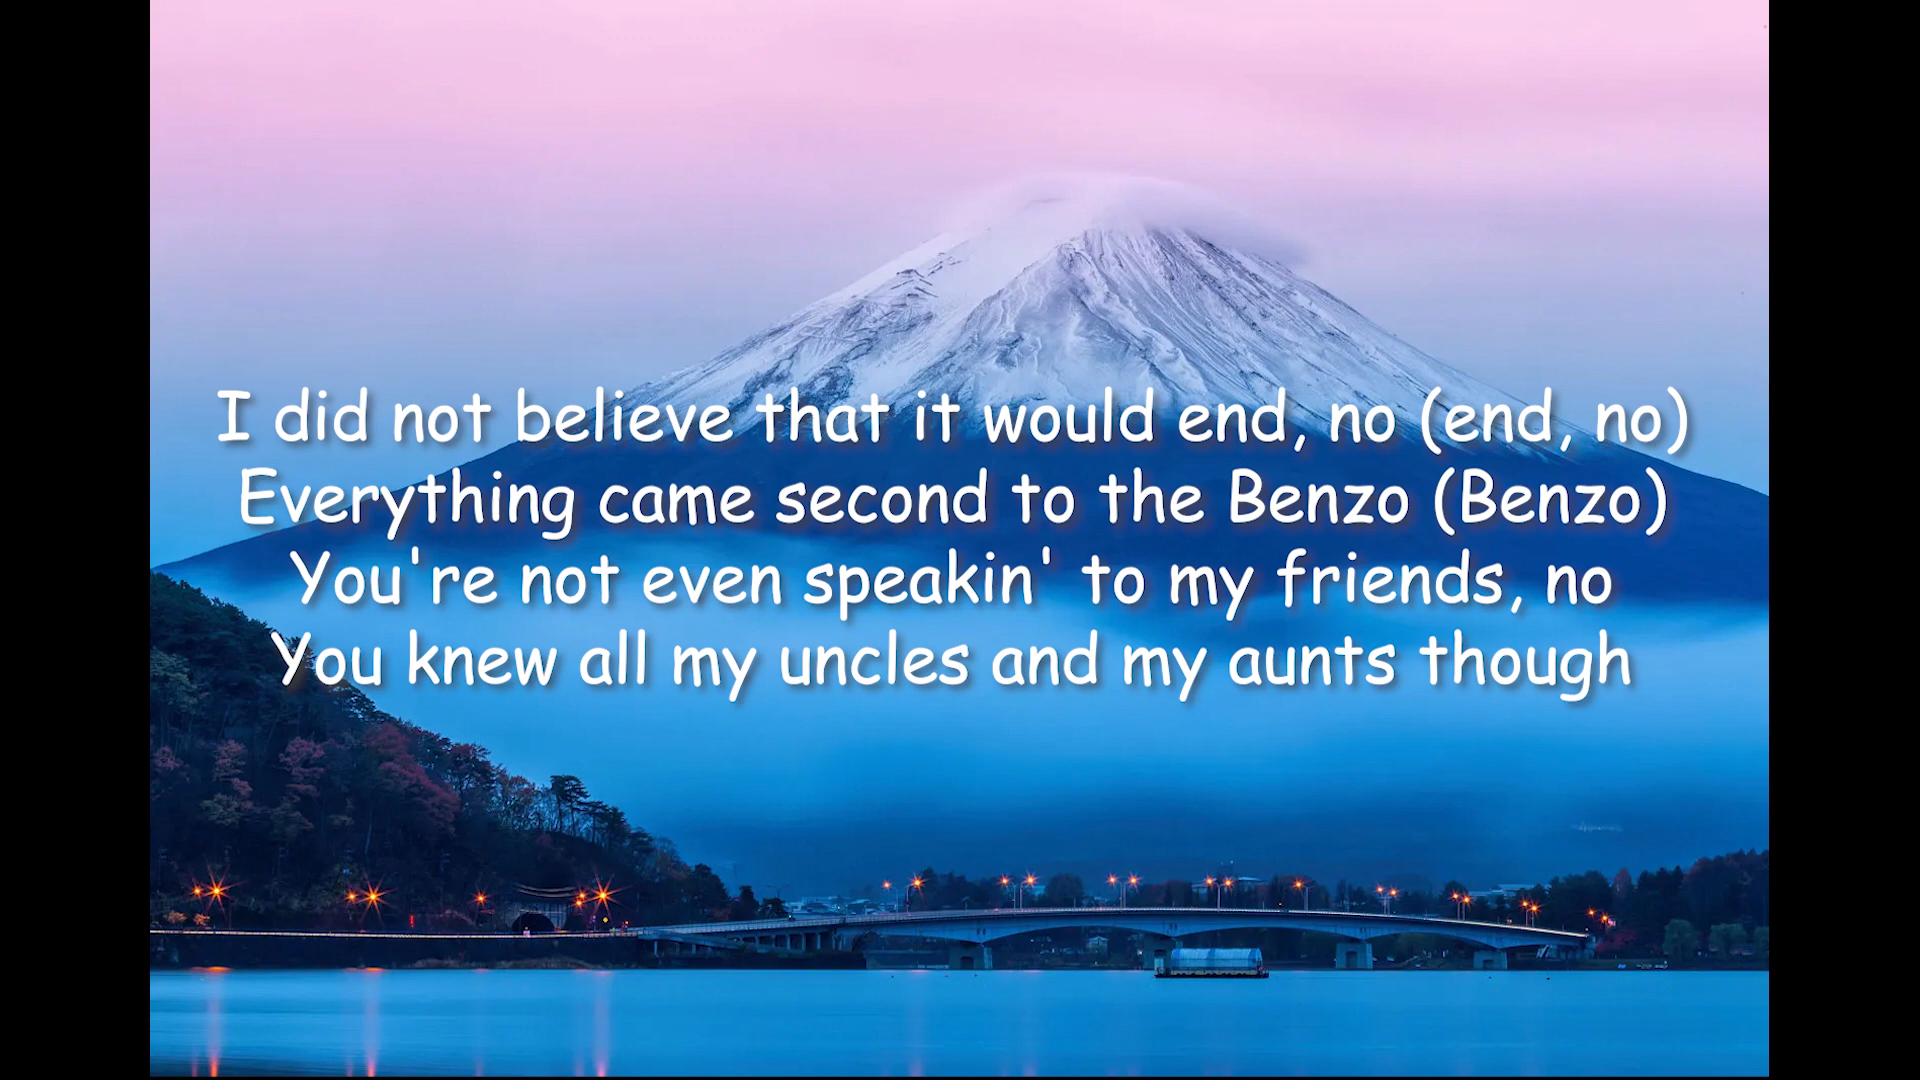 I did not believe that it would end, no (end, no)
Everything came second to the Benzo (Benzo)
You're not even speakin' to my friends, no
You knew all my uncles and my aunts though